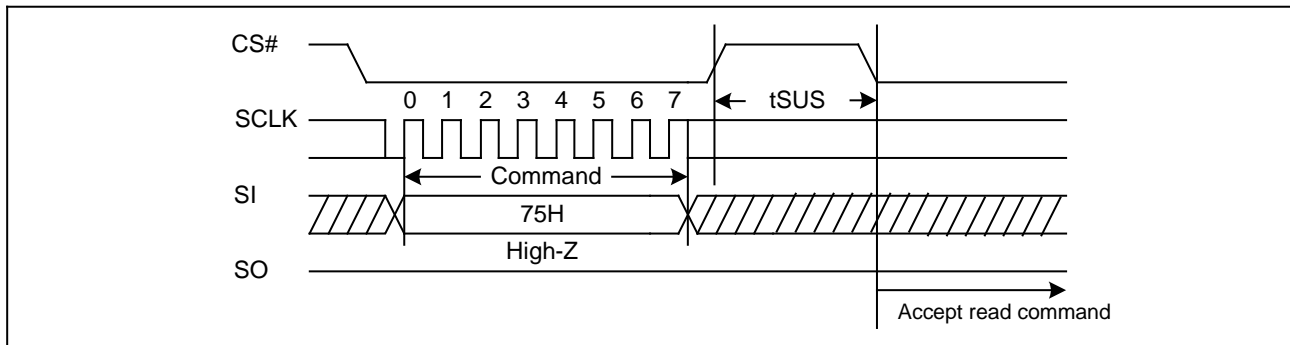 CS#
tSUS
0 1 2 3 4 5 6 7
SCLK
Command
SI
75H
High-Z
SO
Accept read command